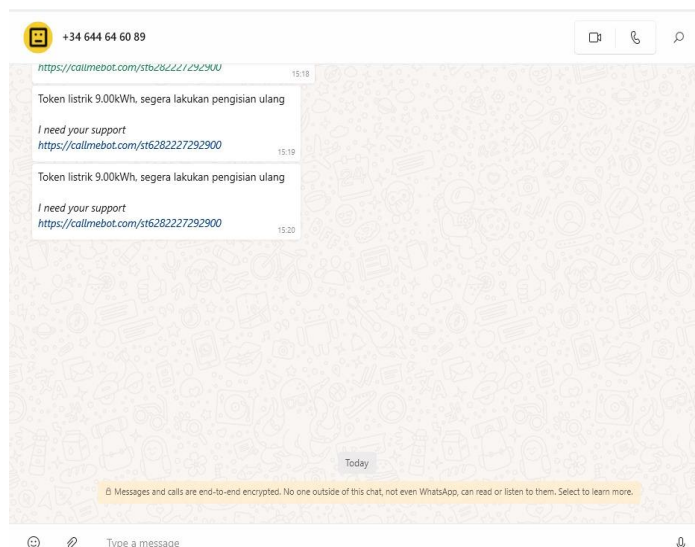 +34 644 64 60 89
https://callmebot.com/st6282227292900
15:18
Token listrik 9.00kWh, segera lakukan pengisian ulang
I need your support
https://callmebot.com/st6282227292900
15:19
Token listrik 9.00kWh, segera lakukan pengisian ulang
I need your support
https://callmebot.com/st6282227292900
15:20
Today
Messages and calls are end-to-end encrypted. No one outside of this chat, not even WhatsApp, can read or listen to them. Select to learn more.
Type a message